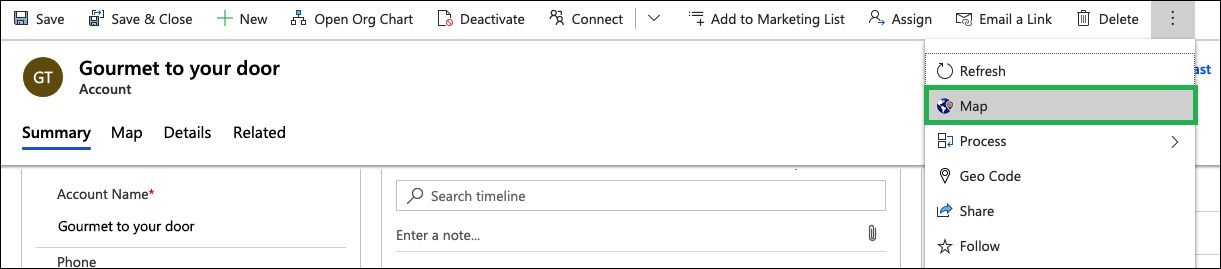 Save Save & Close New Open Org Chart Deactivate Connect Add to Marketing List Assign Email a Link Delete
GT
Gourmet to your door
Account
Summary Map Details Related
Account Name*
Gourmet to your door
Phone
Search timeline
Enter a note...
Refresh
Map
Process
Geo Code
Share
Follow
ast